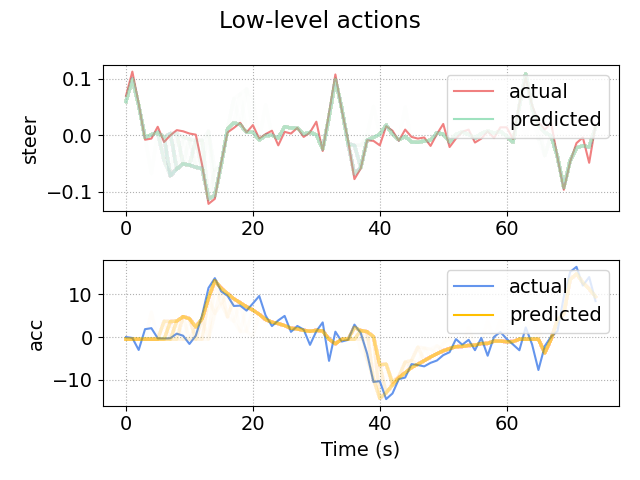 Low-level actions
0.1
0.0
−0.1
steer
actual
predicted
0
20
40
60
10
0
−10
acc
actual
predicted
0
20
40
60
Time (s)